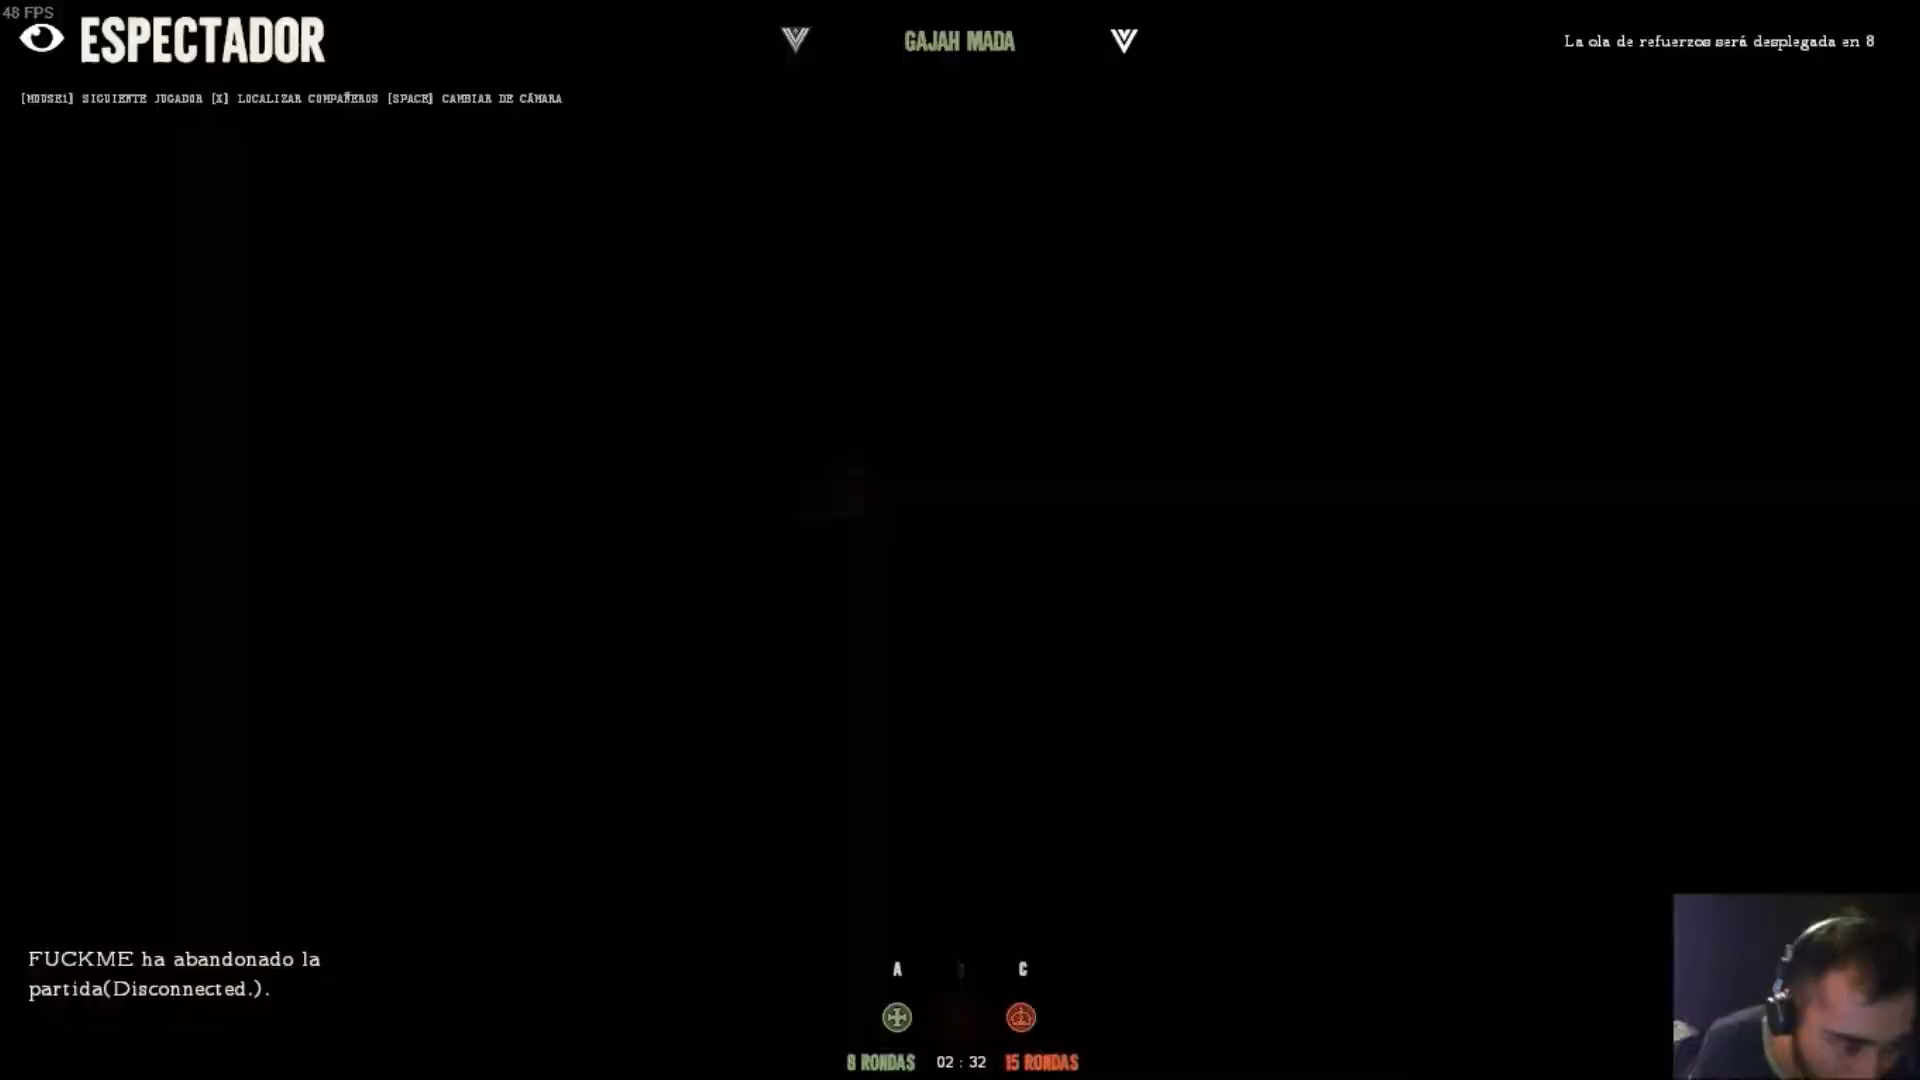 48 FPS
ESPECTADOR
GAJAH MADA
La ola de refuerzos será desplegada en 8
[MOUSE1] SIGUIENTE JUGADOR [X] LOCALIZAR COMPAÑEROS [SPACE] CAMBIAR DE CÁMARA
FUCKME ha abandonado la
partida(Disconnected.).
A
C
8 RONDAS
02 : 32
15 RONDAS